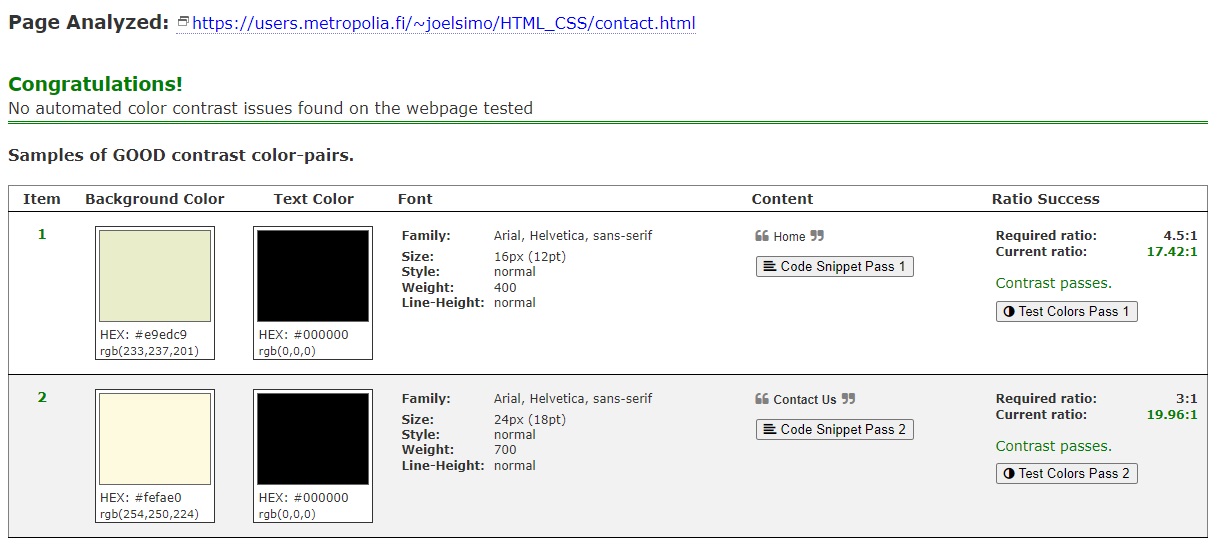 Page Analyzed: https://users.metropolia.fi/~joelsimo/HTML_CSS/contact.html
Congratulations!
No automated color contrast issues found on the webpage tested
Samples of GOOD contrast color-pairs.
Item Background Color Text Color Font Content Ratio Success
1
HEX: #e9edc9
rgb(233,237,201)
HEX: #000000
rgb(0,0,0)
Family: Arial, Helvetica, sans-serif
Size: 16px (12pt)
Style: normal
Weight: 400
Line-Height: normal
❝ Home ❞
Code Snippet Pass 1
Required ratio: 4.5:1
Current ratio: 17.42:1
Contrast passes.
Test Colors Pass 1
2
HEX: #fefae0
rgb(254,250,224)
HEX: #000000
rgb(0,0,0)
Family: Arial, Helvetica, sans-serif
Size: 24px (18pt)
Style: normal
Weight: 700
Line-Height: normal
❝ Contact Us ❞
Code Snippet Pass 2
Required ratio: 3:1
Current ratio: 19.96:1
Contrast passes.
Test Colors Pass 2